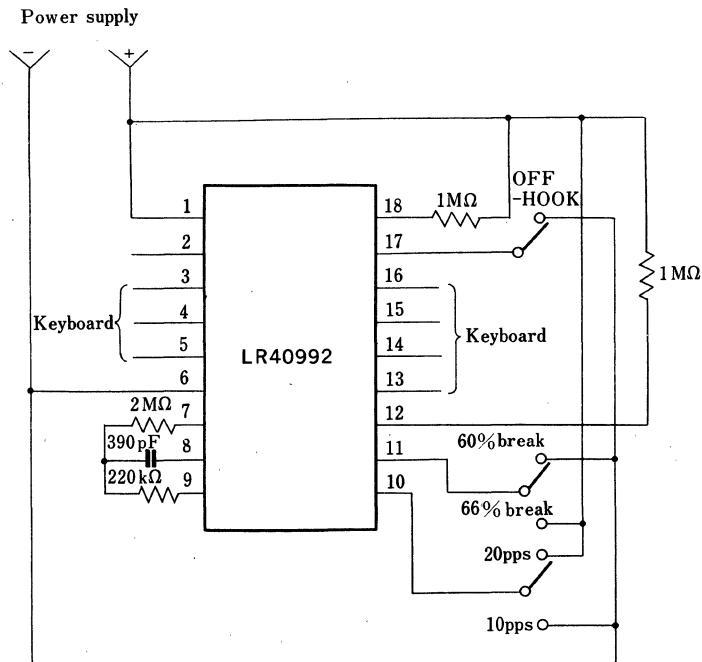 Power supply
−
+
1
2
3
4
5
6
7
8
9
Keyboard
2MΩ
390pF
220kΩ
LR40992
18
17
16
15
14
13
12
11
10
1MΩ
OFF
-HOOK
1MΩ
Keyboard
60% break
66% break
20pps
10pps